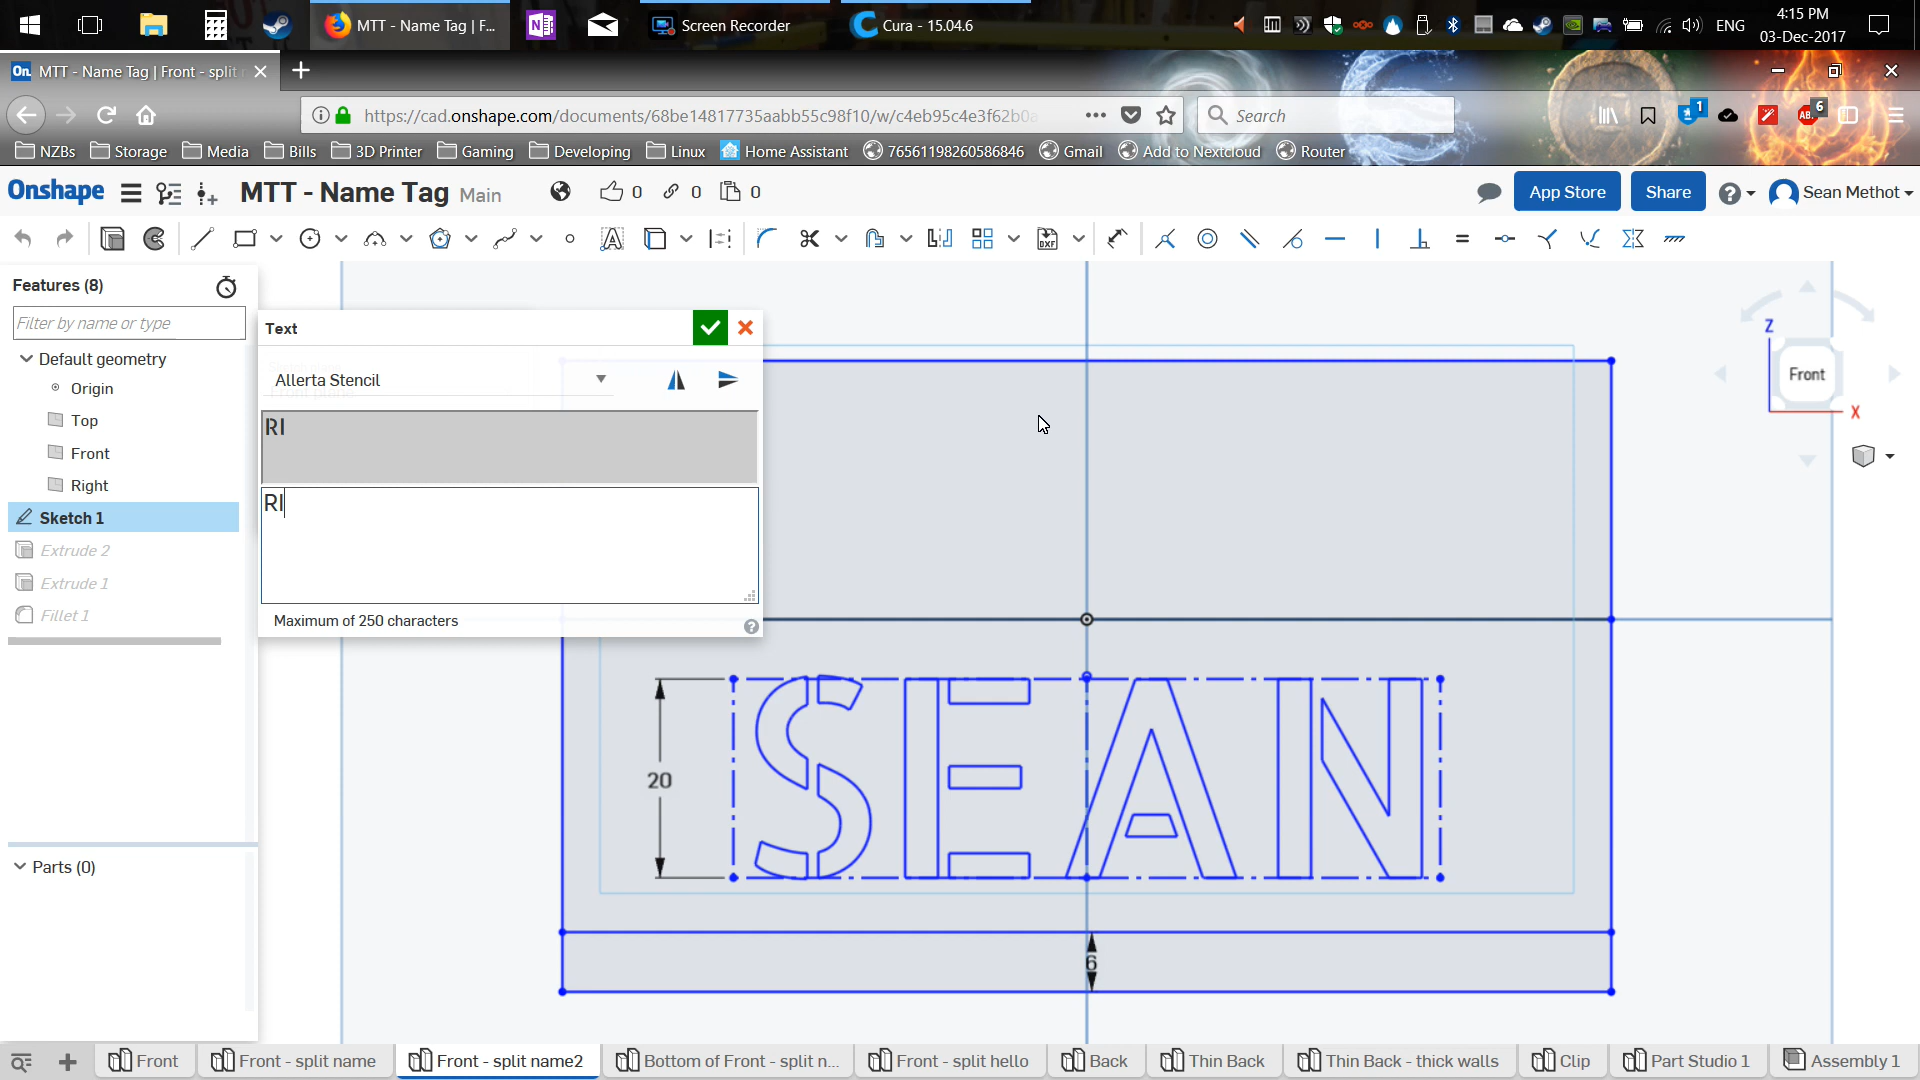 MTT - Name Tag | F...
Screen Recorder
Cura - 15.04.6
ENG
4:15 PM
03-Dec-2017
On MTT - Name Tag | Front - split
https://cad.onshape.com/documents/68be14817735aabb55c98f10/w/c4eb95c4e3f62b0a
Search
1
6
NZBs
Storage
Media
Bills
3D Printer
Gaming
Developing
Linux
Home Assistant
76561198260586846
Gmail
Add to Nextcloud
Router
Onshape
MTT - Name Tag Main
0
0
0
App Store
Share
Sean Methot
DXF
Features (8)
Filter by name or type
Default geometry
Origin
Top
Front
Right
Sketch 1
Extrude 2
Extrude 1
Fillet 1
Parts (0)
Text
Allerta Stencil
RI
RI
Maximum of 250 characters
Z
Front
X
20
SEAN
6
Front
Front - split name
Front - split name2
Bottom of Front - split n...
Front - split hello
Back
Thin Back
Thin Back - thick walls
Clip
Part Studio 1
Assembly 1